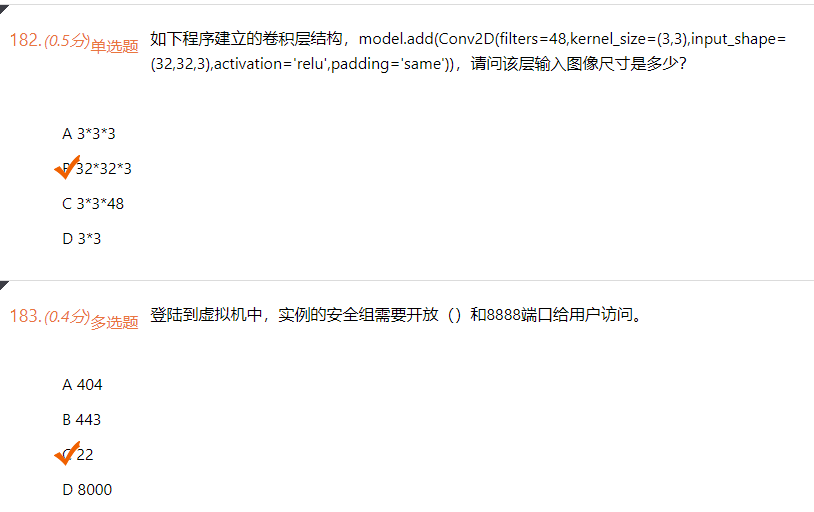 182.(0.5分)单选题 如下程序建立的卷积层结构，model.add(Conv2D(filters=48,kernel_size=(3,3),input_shape=
(32,32,3),activation='relu',padding='same'))，请问该层输入图像尺寸是多少?
A 3*3*3
B 32*32*3
C 3*3*48
D 3*3
183.(0.4分)多选题 登陆到虚拟机中，实例的安全组需要开放（）和8888端口给用户访问。
A 404
B 443
C 22
D 8000